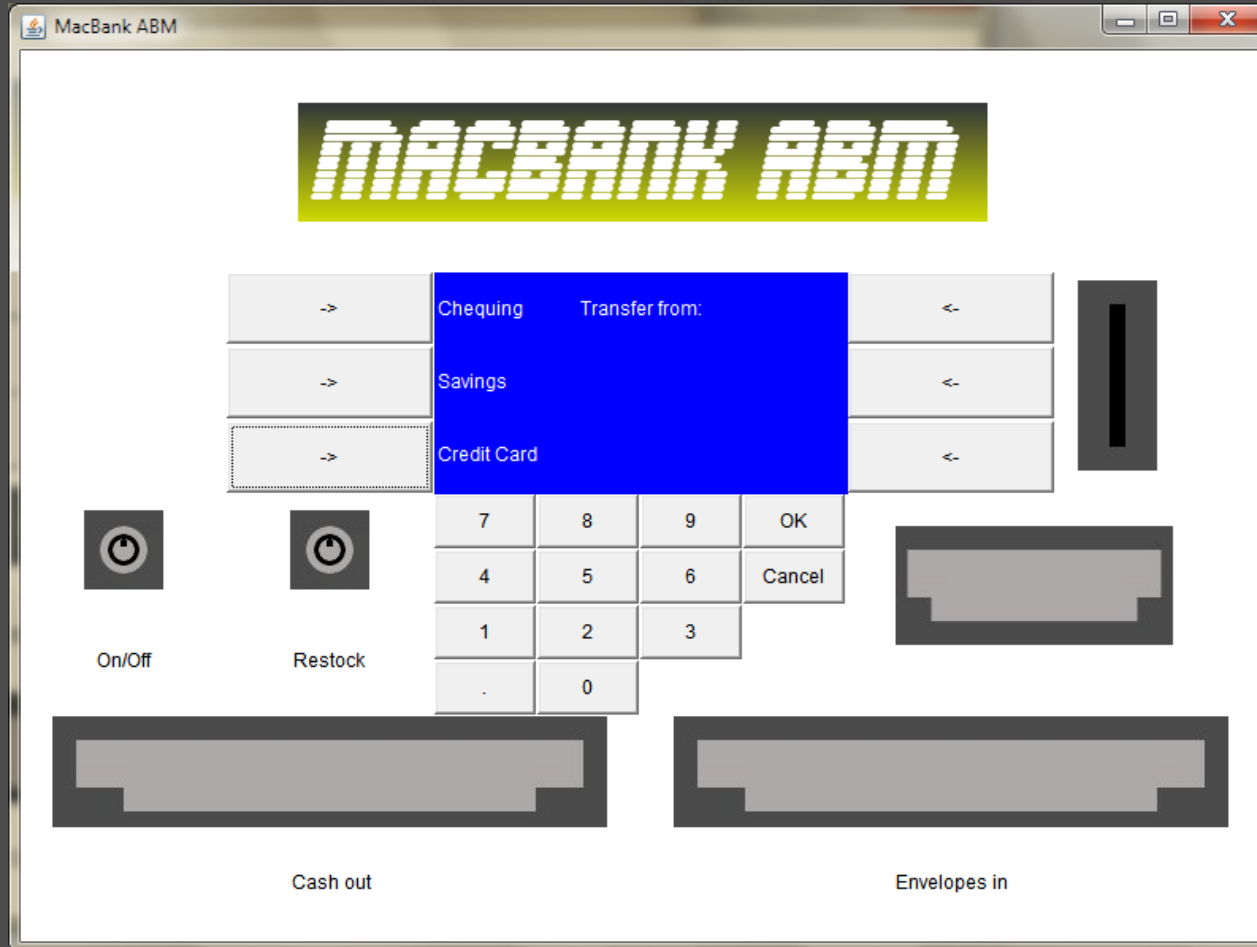 MacBank ABM
MACBANK ABM
-> Chequing Transfer from: <-
-> Savings <-
-> Credit Card <-
7 8 9 OK
4 5 6 Cancel
1 2 3
. 0
On/Off Restock
Cash out Envelopes in